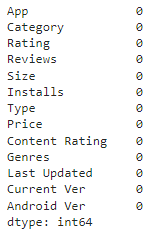 App 0
Category 0
Rating 0
Reviews 0
Size 0
Installs 0
Type 0
Price 0
Content Rating 0
Genres 0
Last Updated 0
Current Ver 0
Android Ver 0
dtype: int64